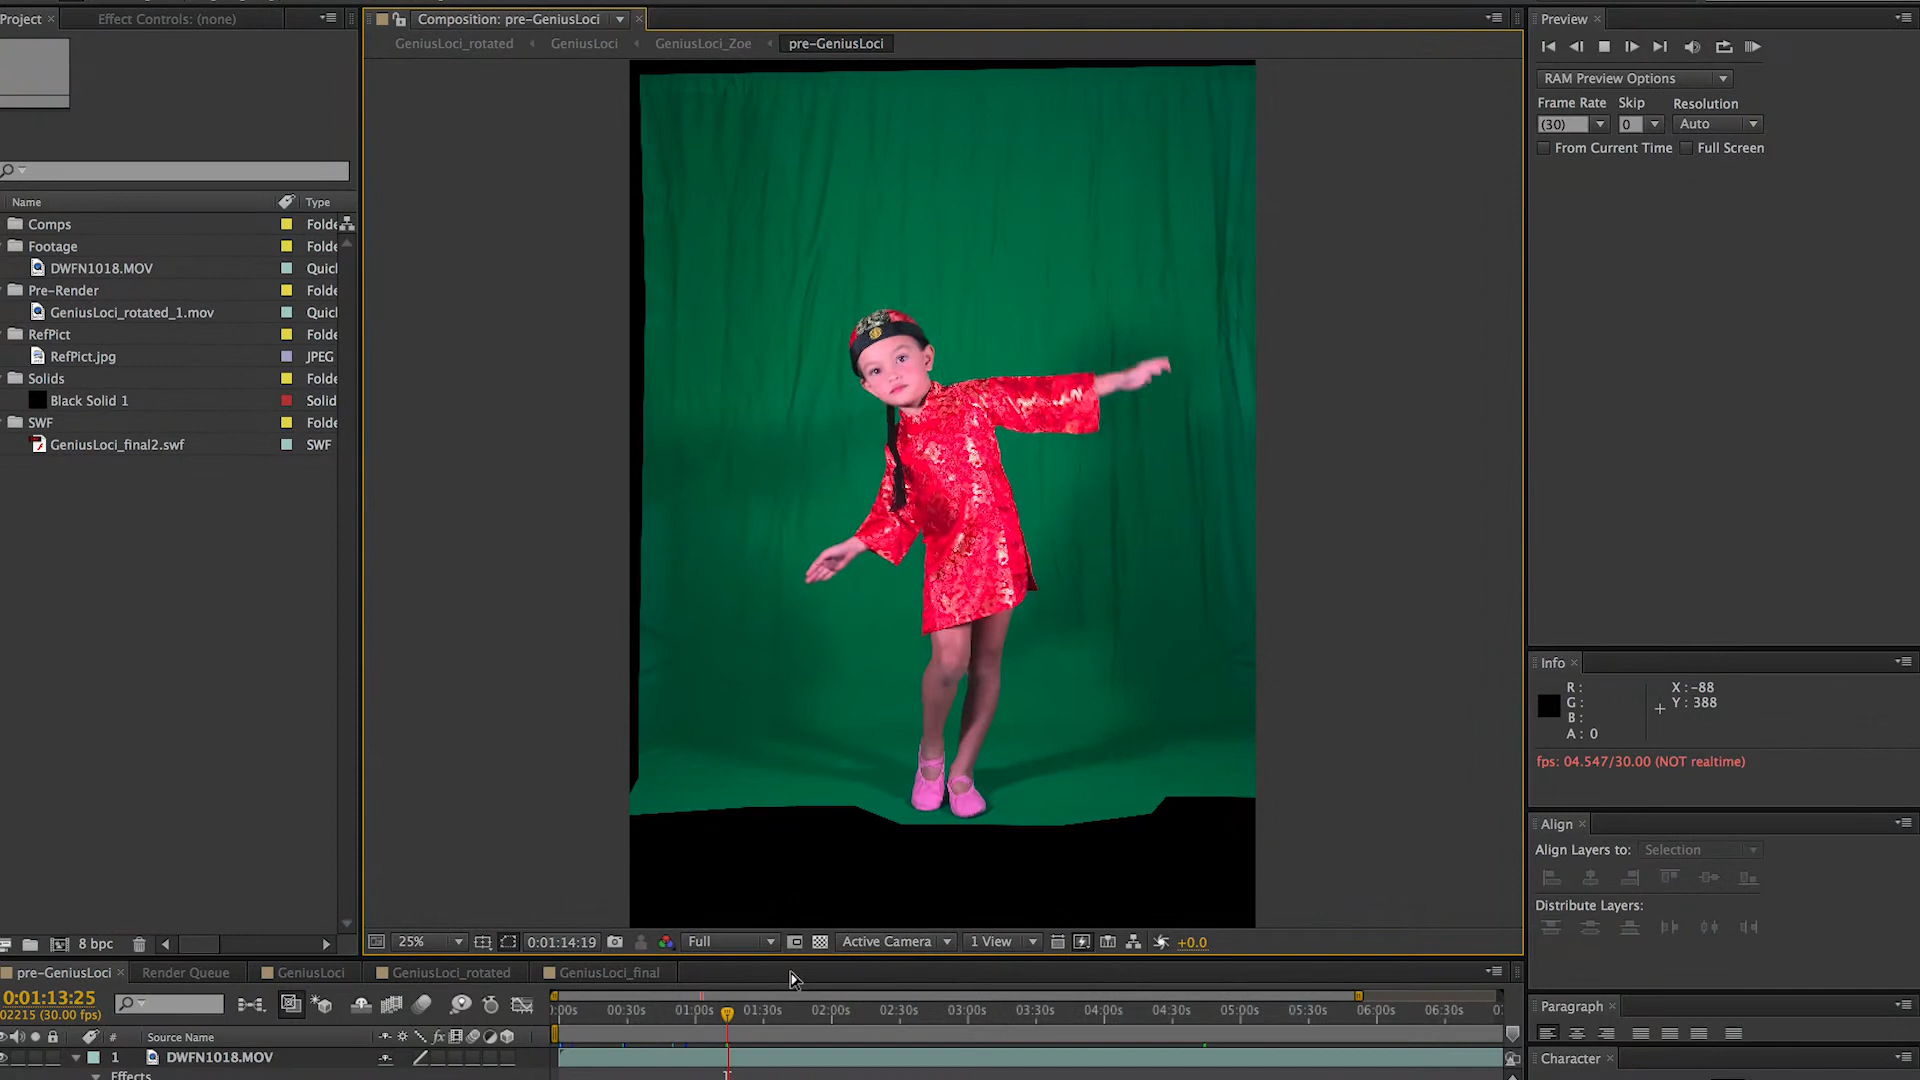 Project
Effect Controls: (none)
Composition: pre-GeniusLoci
Preview
GeniusLoci_rotated
GeniusLoci
GeniusLoci_Zoe
pre-GeniusLoci
RAM Preview Options
Frame Rate Skip Resolution
(30) 0 Auto
From Current Time Full Screen
Name Type
Comps Folde
Footage Folde
DWFN1018.MOV Quic
Pre-Render Folde
GeniusLoci_rotated_1.mov Quic
RefPict Folde
RefPict.jpg JPEG
Solids Folde
Black Solid 1 Solid
SWF Folde
GeniusLoci_final2.swf SWF
Info
R :
G :
B :
A : 0
X : -88
Y : 388
fps: 04.547/30.00 (NOT realtime)
Align
Align Layers to: Selection
Distribute Layers:
8 bpc
25% 0:01:14:19 Full Active Camera 1 View +0.0
pre-GeniusLoci Render Queue GeniusLoci GeniusLoci_rotated GeniusLoci_final
0:01:13:25
02215 (30.00 fps)
:00s 00:30s 01:00s 01:30s 02:00s 02:30s 03:00s 03:30s 04:00s 04:30s 05:00s 05:30s 06:00s 06:30s
Paragraph
# Source Name
1 DWFN1018.MOV
Effects
Character